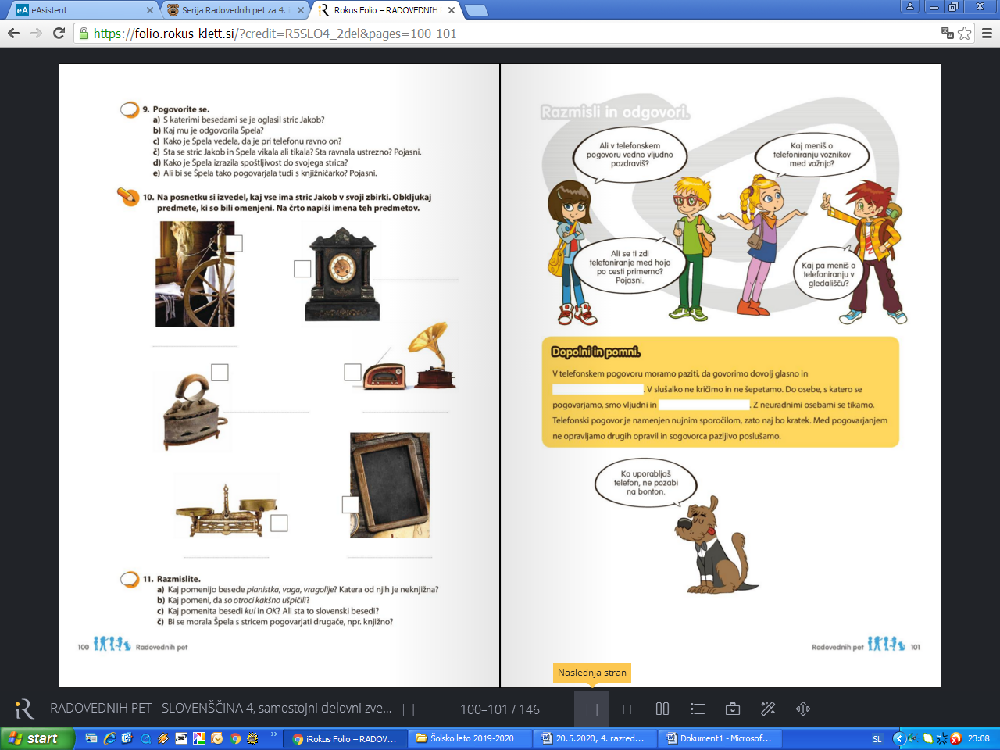 eAsistent
Serija Radovednih pet za 4.
iRokus Folio – RADOVEDNIH
https://folio.rokus-klett.si/?credit=R5SLO4_2del&pages=100-101
9. Pogovorite se.
a) S katerimi besedami se je oglasil stric Jakob?
b) Kaj mu je odgovorila Špela?
c) Kako je Špela vedela, da je pri telefonu ravno on?
č) Sta se stric Jakob in Špela vikala ali tikala? Sta ravnala ustrezno? Pojasni.
d) Kako je Špela izrazila spoštljivost do svojega strica?
e) Ali bi se Špela tako pogovarjala tudi s knjižničarko? Pojasni.
10. Na posnetku si izvedel, kaj vse ima stric Jakob v svoji zbirki. Obkljukaj
predmete, ki so bili omenjeni. Na črto napiši imena teh predmetov.
11. Razmislite.
a) Kaj pomenijo besede pianistka, vaga, vragolije? Katera od njih je neknjižna?
b) Kaj pomeni, da so otroci kakšno ušpičili?
c) Kaj pomenita besedi kul in OK? Ali sta to slovenski besedi?
č) Bi se morala Špela s stricem pogovarjati drugače, npr. knjižno?
100 Radovednih pet
Razmisli in odgovori.
Ali v telefonskem
pogovoru vedno vljudno
pozdraviš?
Kaj meniš o
telefoniranju voznikov
med vožnjo?
Ali se ti zdi
telefoniranje med hojo
po cesti primerno?
Pojasni.
Kaj pa meniš o
telefoniranju v
gledališču?
Dopolni in pomni.
V telefonskem pogovoru moramo paziti, da govorimo dovolj glasno in
. V slušalko ne kričimo in ne šepetamo. Do osebe, s katero se
pogovarjamo, smo vljudni in . Z neuradnimi osebami se tikamo.
Telefonski pogovor je namenjen nujnim sporočilom, zato naj bo kratek. Med pogovarjanjem
ne opravljamo drugih opravil in sogovorca pazljivo poslušamo.
Ko uporabljaš
telefon, ne pozabi
na bonton.
Radovednih pet 101
Naslednja stran
RADOVEDNIH PET - SLOVENŠČINA 4, samostojni delovni zve...
100–101 / 146
start
iRokus Folio – RADOV...
Šolsko leto 2019-2020
20.5.2020, 4. razred...
Dokument1 - Microsof...
SL
23:08